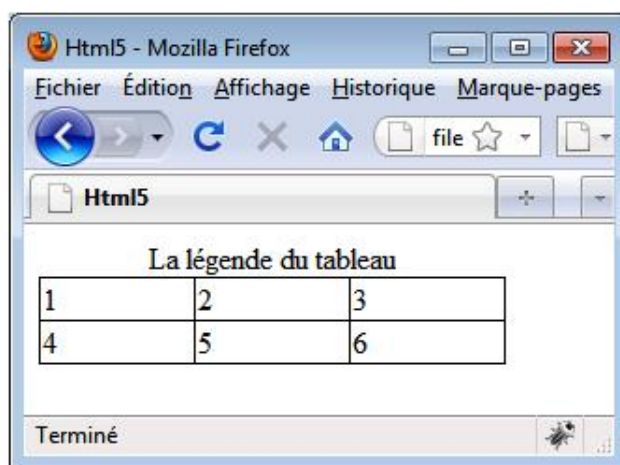 Html5 - Mozilla Firefox
Fichier Édition Affichage Historique Marque-pages
file
Html5
La légende du tableau
1 2 3
4 5 6
Terminé